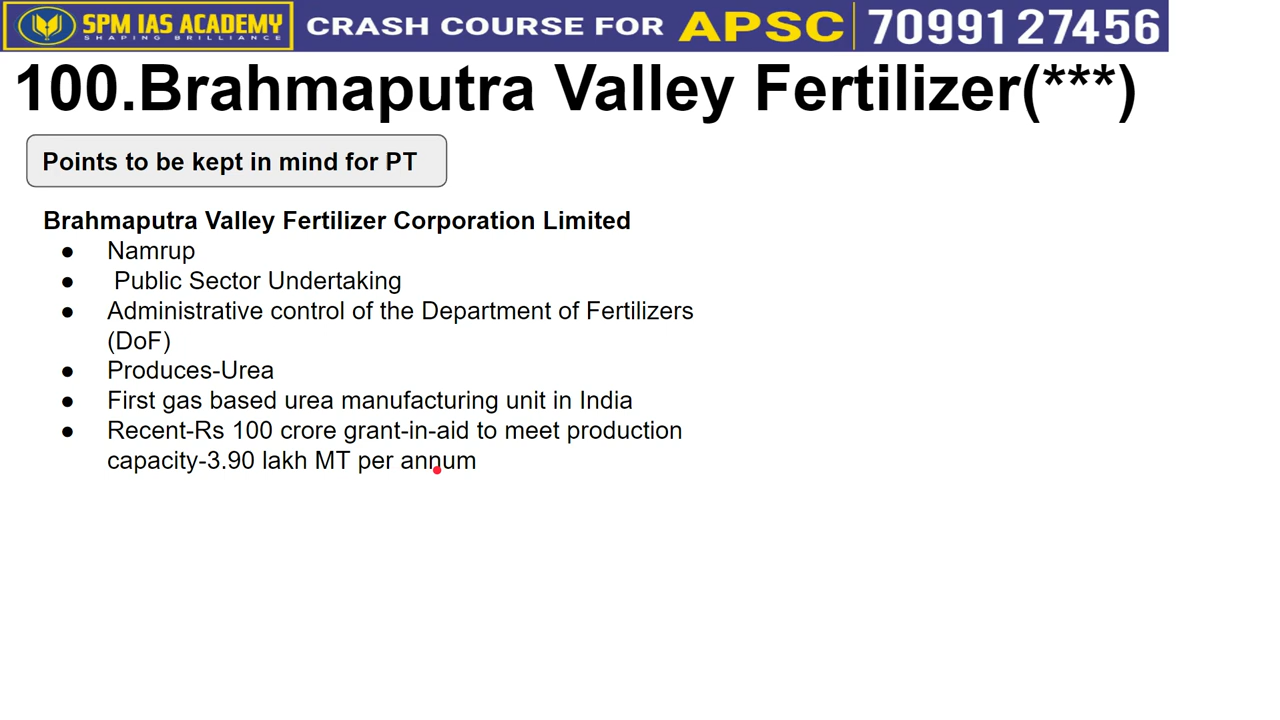 SPM IAS ACADEMY
SHAPING BRILLIANCE
CRASH COURSE FOR APSC 70991 27456
100.Brahmaputra Valley Fertilizer(***)
Points to be kept in mind for PT
Brahmaputra Valley Fertilizer Corporation Limited
● Namrup
● Public Sector Undertaking
● Administrative control of the Department of Fertilizers
(DoF)
● Produces-Urea
● First gas based urea manufacturing unit in India
● Recent-Rs 100 crore grant-in-aid to meet production
capacity-3.90 lakh MT per annum